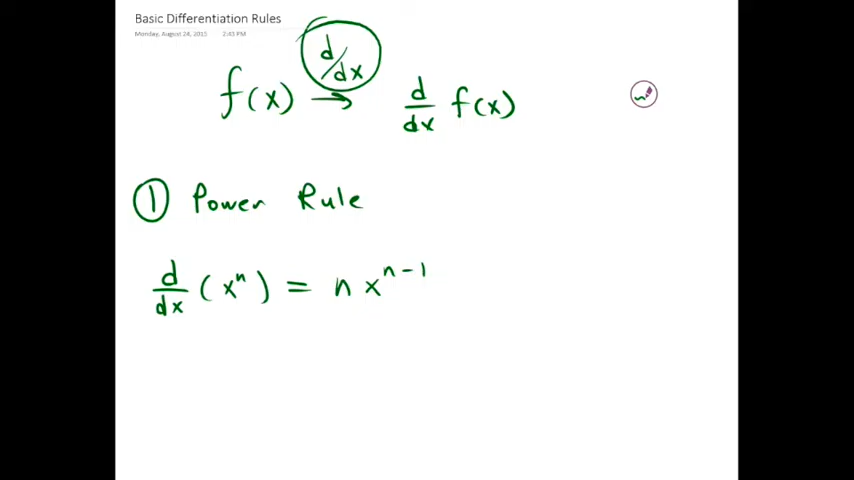 Basic Differentiation Rules
Monday, August 24, 2015 2:43 PM
f(x) → d/dx d/dx f(x)
① Power Rule
d/dx (xⁿ) = n xⁿ⁻¹